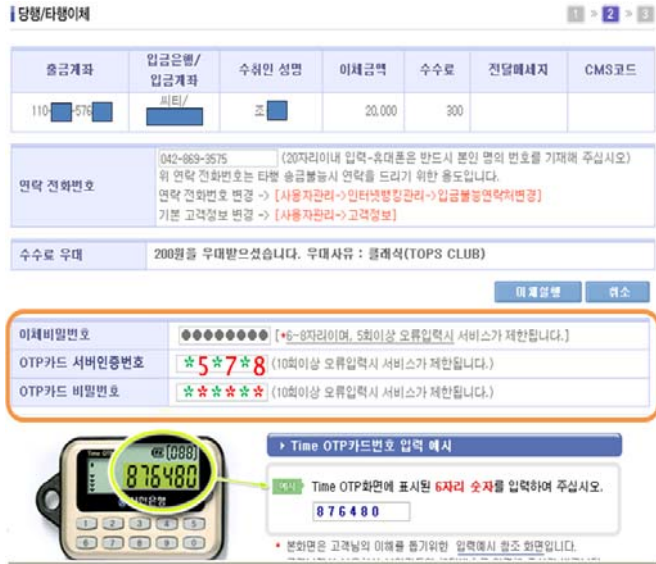 당행/타행이체
1 > 2 > 3
출금계좌 입금은행/ 입금계좌 수취인 성명 이체금액 수수료 전달메세지 CMS코드
110- -576 씨티/ 조 20,000 300
연락 전화번호
042-869-3575 (20자리이내 입력-휴대폰은 반드시 본인 명의 번호를 기재해 주십시오)
위 연락 전화번호는 타행 송금불능시 연락을 드리기 위한 용도입니다.
연락 전화번호 변경 -> [사용자관리->인터넷뱅킹관리->입금불능연락처변경]
기본 고객정보 변경 -> [사용자관리->고객정보]
수수료 우대 200원을 우대받으셨습니다. 우대사유 : 클래식(TOPS CLUB)
이체실행 취소
이체비밀번호 ●●●●●●●● [*6~8자리이며, 5회이상 오류입력시 서비스가 제한됩니다.]
OTP카드 서버인증번호 *5*7*8 (10회이상 오류입력시 서비스가 제한됩니다.)
OTP카드 비밀번호 ****** (10회이상 오류입력시 서비스가 제한됩니다.)
Time OTP
[088]
876480
1 2 3 4 5
6 7 8 9 0
Time OTP카드번호 입력 예시
예시 Time OTP화면에 표시된 6자리 숫자를 입력하여 주십시오.
876480
• 본화면은 고객님의 이해를 돕기위한 입력예시 참조 화면입니다.